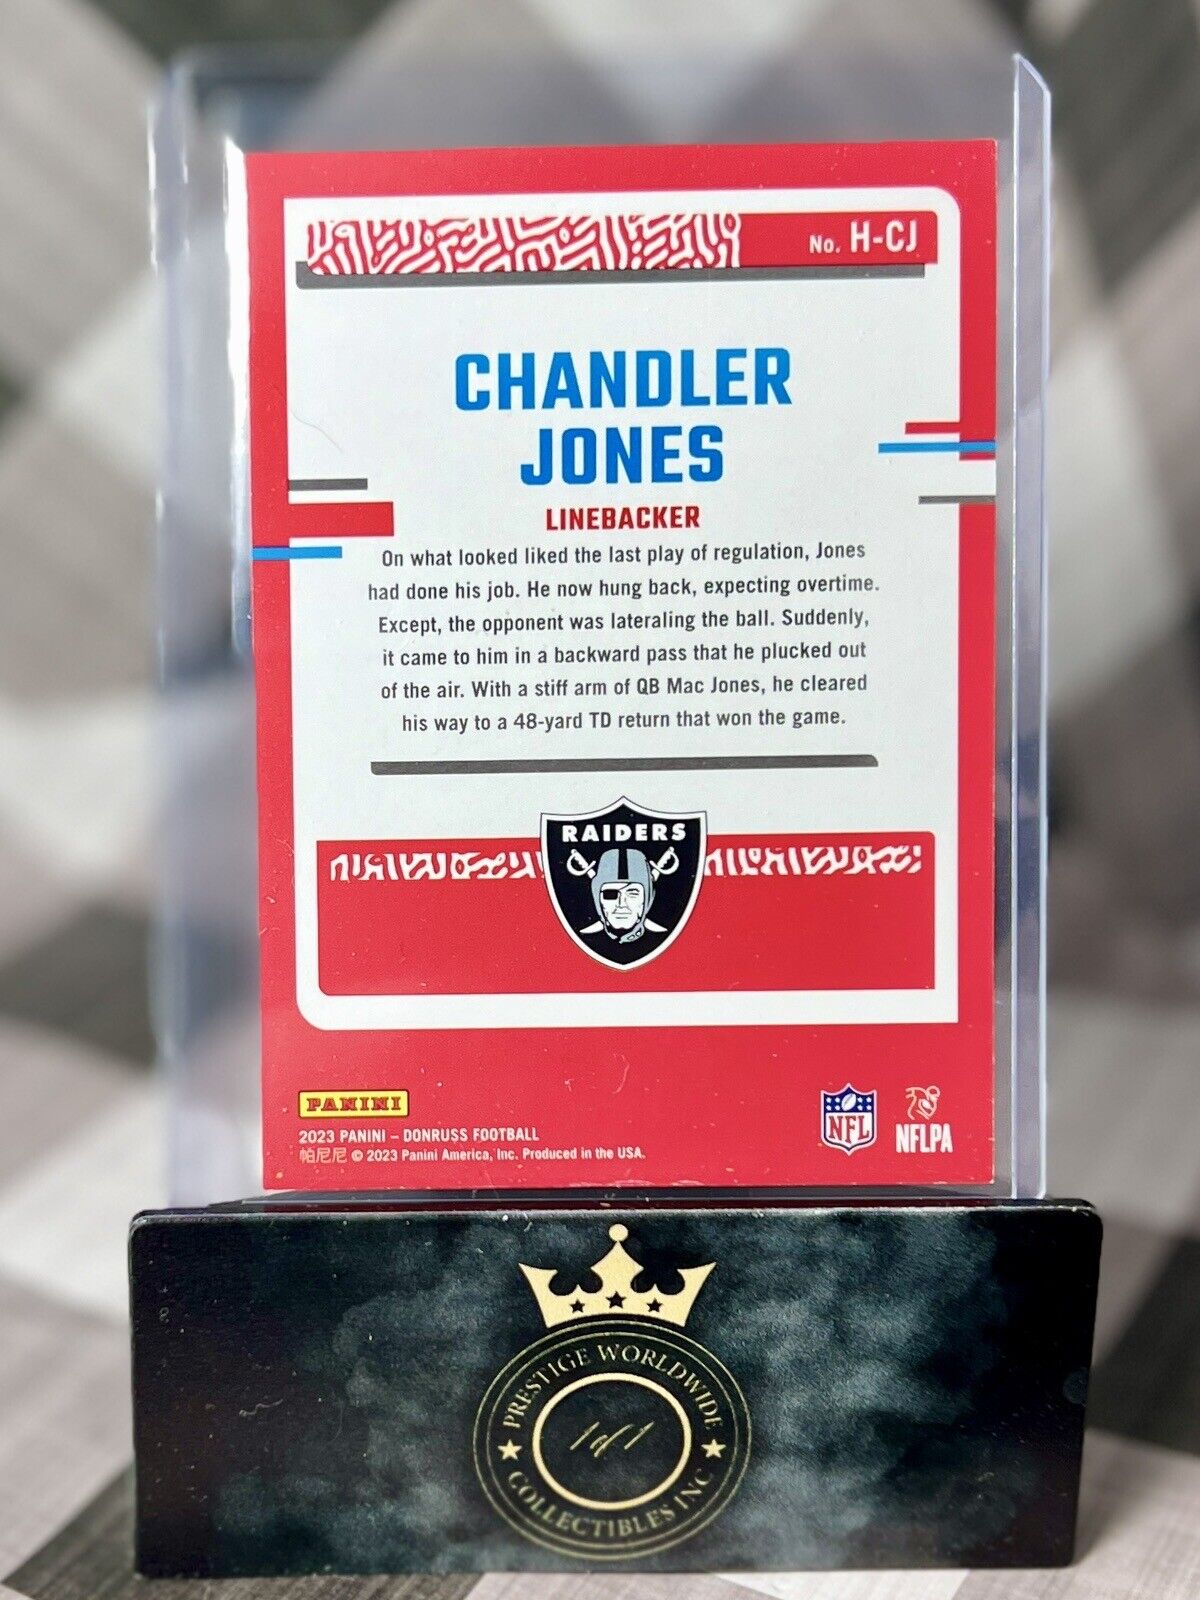 No. H-CJ
CHANDLER
JONES
LINEBACKER
On what looked liked the last play of regulation, Jones
had done his job. He now hung back, expecting overtime.
Except, the opponent was lateraling the ball. Suddenly,
it came to him in a backward pass that he plucked out
of the air. With a stiff arm of QB Mac Jones, he cleared
his way to a 48-yard TD return that won the game.
RAIDERS
PANINI
2023 PANINI – DONRUSS FOOTBALL
帕尼尼 © 2023 Panini America, Inc. Produced in the USA.
NFL
NFLPA
PRESTIGE WORLDWIDE
1of1
COLLECTIBLES INC